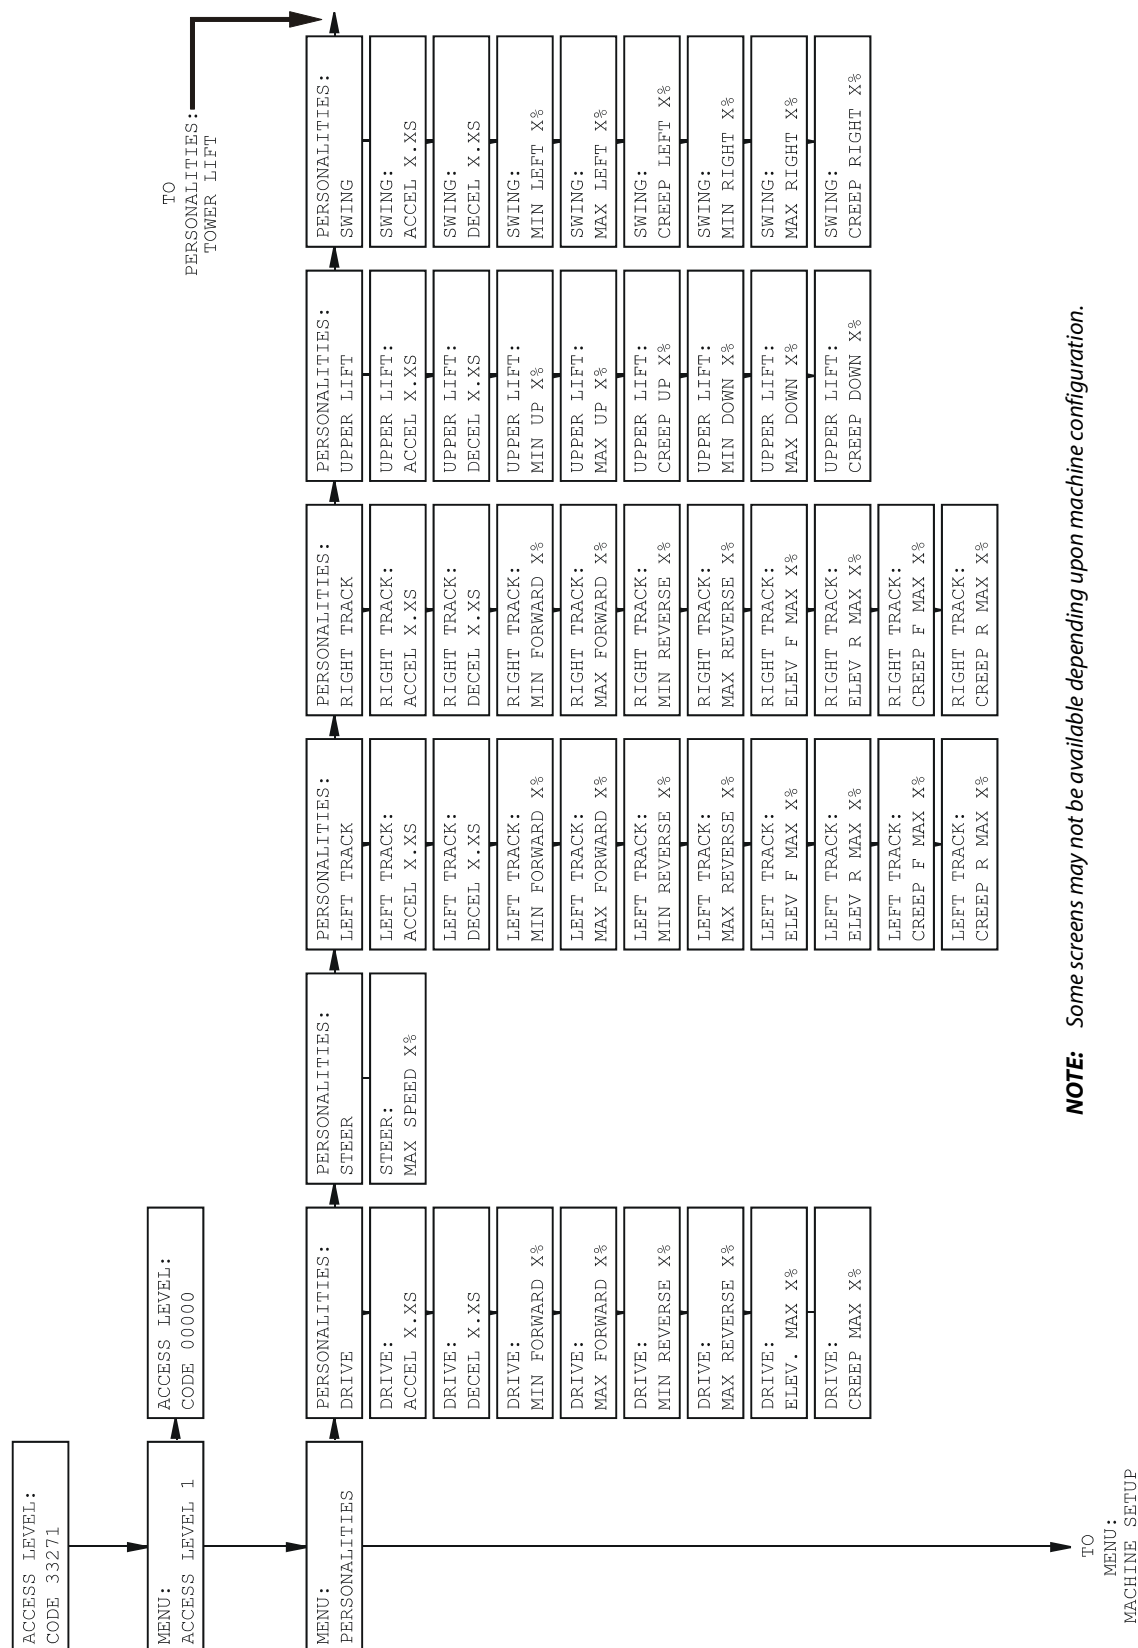 ACCESS LEVEL:
CODE 33271
MENU:
ACCESS LEVEL 1
ACCESS LEVEL:
CODE 00000
MENU:
PERSONALITIES
TO
MENU:
MACHINE SETUP
PERSONALITIES:
DRIVE
DRIVE:
ACCEL X.XS
DRIVE:
DECEL X.XS
DRIVE:
MIN FORWARD X%
DRIVE:
MAX FORWARD X%
DRIVE:
MIN REVERSE X%
DRIVE:
MAX REVERSE X%
DRIVE:
ELEV. MAX X%
DRIVE:
CREEP MAX X%
PERSONALITIES:
STEER
STEER:
MAX SPEED X%
PERSONALITIES:
LEFT TRACK
LEFT TRACK:
ACCEL X.XS
LEFT TRACK:
DECEL X.XS
LEFT TRACK:
MIN FORWARD X%
LEFT TRACK:
MAX FORWARD X%
LEFT TRACK:
MIN REVERSE X%
LEFT TRACK:
MAX REVERSE X%
LEFT TRACK:
ELEV F MAX X%
LEFT TRACK:
ELEV R MAX X%
LEFT TRACK:
CREEP F MAX X%
LEFT TRACK:
CREEP R MAX X%
PERSONALITIES:
RIGHT TRACK
RIGHT TRACK:
ACCEL X.XS
RIGHT TRACK:
DECEL X.XS
RIGHT TRACK:
MIN FORWARD X%
RIGHT TRACK:
MAX FORWARD X%
RIGHT TRACK:
MIN REVERSE X%
RIGHT TRACK:
MAX REVERSE X%
RIGHT TRACK:
ELEV F MAX X%
RIGHT TRACK:
ELEV R MAX X%
RIGHT TRACK:
CREEP F MAX X%
RIGHT TRACK:
CREEP R MAX X%
PERSONALITIES:
UPPER LIFT
UPPER LIFT:
ACCEL X.XS
UPPER LIFT:
DECEL X.XS
UPPER LIFT:
MIN UP X%
UPPER LIFT:
MAX UP X%
UPPER LIFT:
CREEP UP X%
UPPER LIFT:
MIN DOWN X%
UPPER LIFT:
MAX DOWN X%
UPPER LIFT:
CREEP DOWN X%
PERSONALITIES:
SWING
SWING:
ACCEL X.XS
SWING:
DECEL X.XS
SWING:
MIN LEFT X%
SWING:
MAX LEFT X%
SWING:
CREEP LEFT X%
SWING:
MIN RIGHT X%
SWING:
MAX RIGHT X%
SWING:
CREEP RIGHT X%
TO
PERSONALITIES:
TOWER LIFT
NOTE: Some screens may not be available depending upon machine configuration.